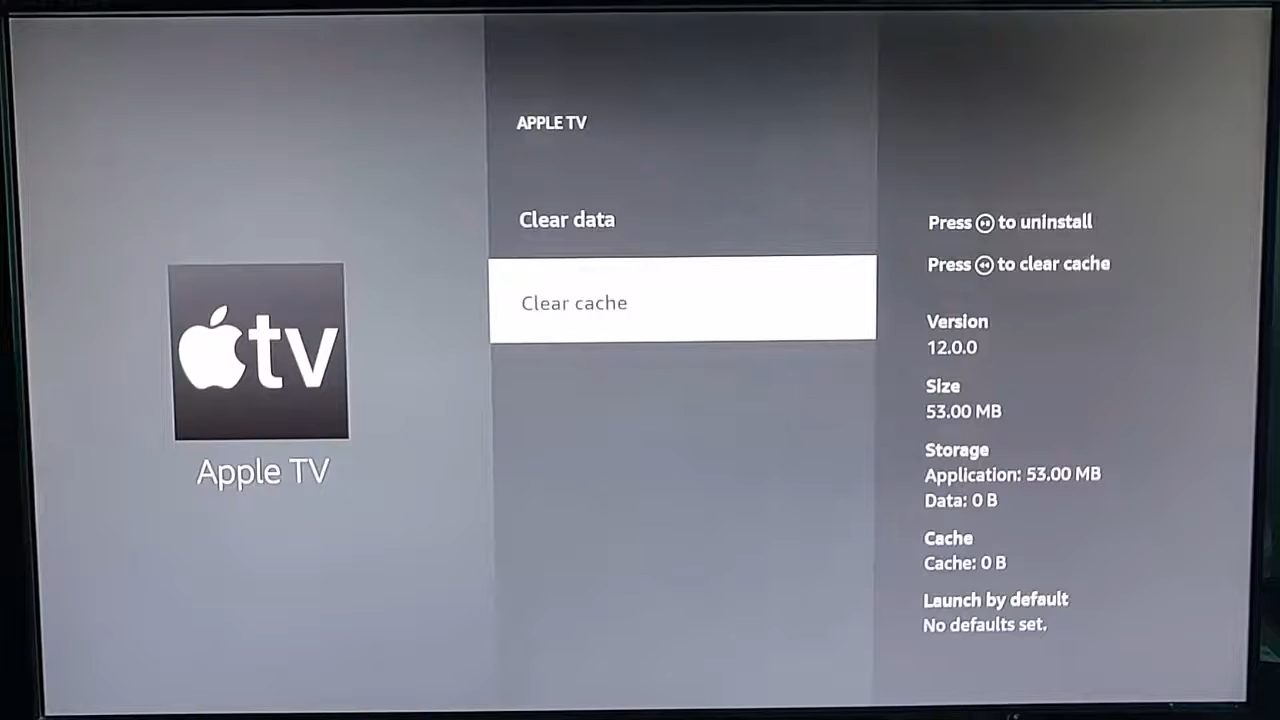 APPLE TV
Clear data
Clear cache
tv
Apple TV
Press to uninstall
Press to clear cache
Version
12.0.0
Size
53.00 MB
Storage
Application: 53.00 MB
Data: 0 B
Cache
Cache: 0 B
Launch by default
No defaults set.